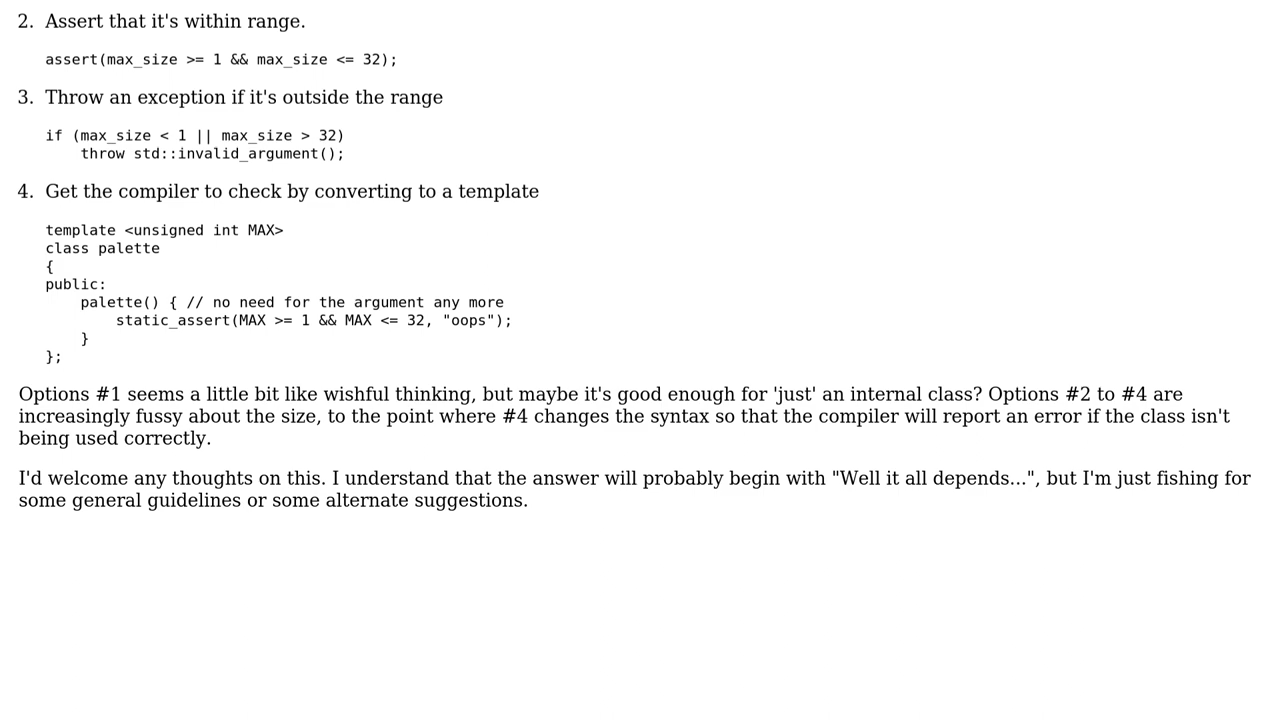 2. Assert that it's within range.
assert(max_size >= 1 && max_size <= 32);
3. Throw an exception if it's outside the range
if (max_size < 1 || max_size > 32)
    throw std::invalid_argument();
4. Get the compiler to check by converting to a template
template <unsigned int MAX>
class palette
{
public:
    palette() { // no need for the argument any more
        static_assert(MAX >= 1 && MAX <= 32, "oops");
    }
};
Options #1 seems a little bit like wishful thinking, but maybe it's good enough for 'just' an internal class? Options #2 to #4 are
increasingly fussy about the size, to the point where #4 changes the syntax so that the compiler will report an error if the class isn't
being used correctly.
I'd welcome any thoughts on this. I understand that the answer will probably begin with "Well it all depends...", but I'm just fishing for
some general guidelines or some alternate suggestions.